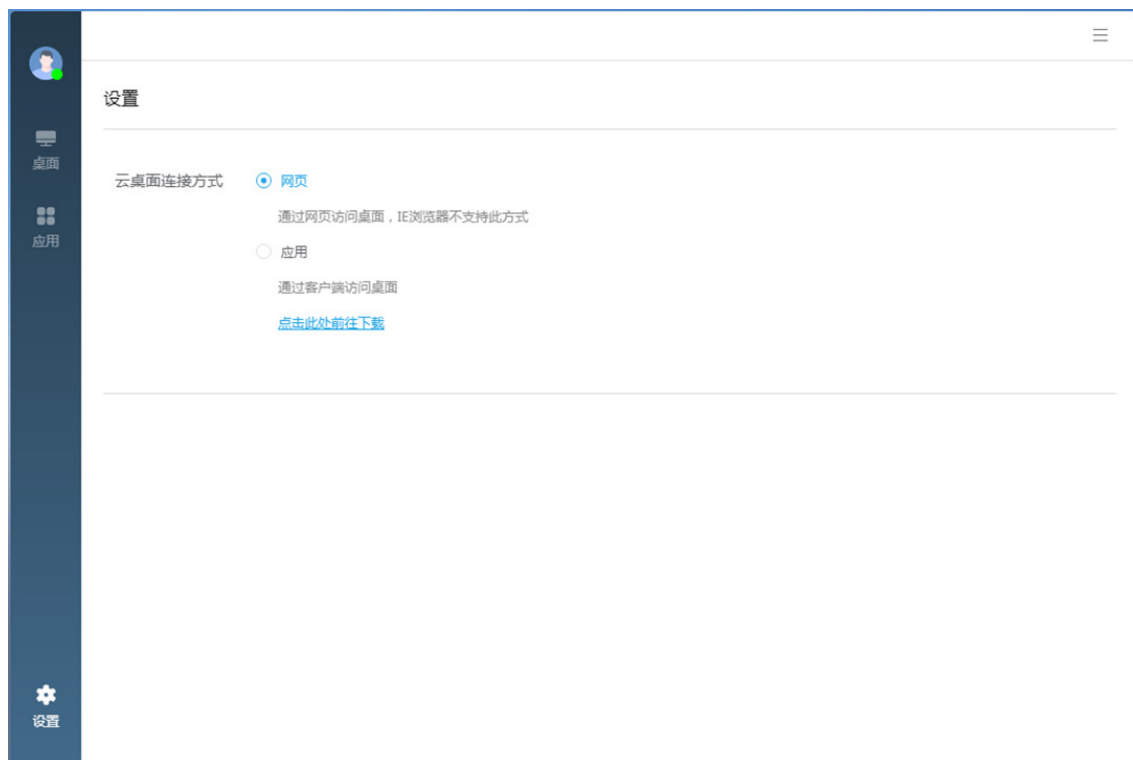 设置
桌面
云桌面连接方式
网页
通过网页访问桌面，IE浏览器不支持此方式
应用
应用
通过客户端访问桌面
点击此处前往下载
设置